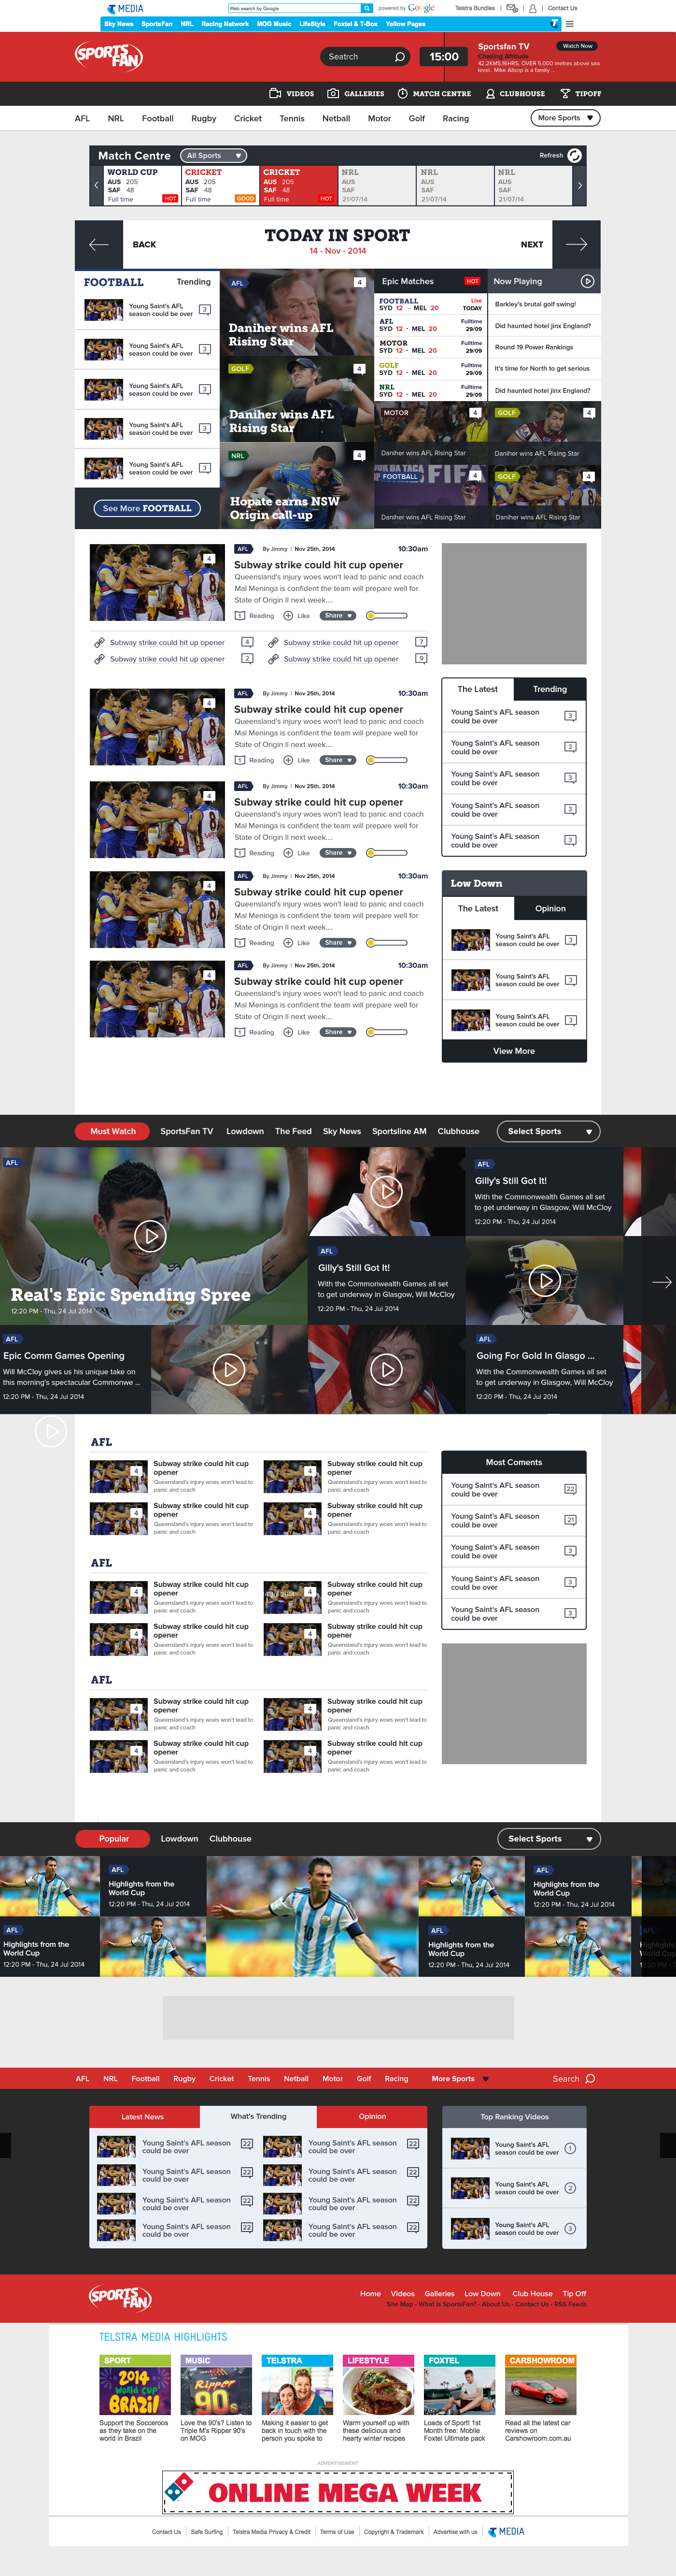 MEDIA
Web search by Google
powered by Google
Telstra Bundles
Contact Us
Sky News SportsFan NRL Racing Network MOG Music LifeStyle Foxtel & T-Box Yellow Pages
SPORTS FAN
Seatrch
15:00
Sportsfan TV
Watch Now
Chasing Altitude
42.2KMS,16HRS, OVER 5,000 metres above sea
level.. Mike Allsop is a family ...
VIDEOS GALLERIES MATCH CENTRE CLUBHOUSE TIPOFF
AFL NRL Football Rugby Cricket Tennis Netball Motor Golf Racing More Sports
Match Centre All Sports Refresh
WORLD CUP CRICKET CRICKET NRL NRL NRL
AUS 205 AUS 205 AUS 205 AUS AUS AUS
SAF 48 SAF 48 SAF 48 SAF SAF SAF
Full time HOT Full time GOOD Full time HOT 21/07/14 21/07/14 21/07/14
BACK
TODAY IN SPORT
14 - Nov - 2014
NEXT
FOOTBALL Trending
Young Saint's AFL
season could be over 3
Young Saint's AFL
season could be over 3
Young Saint's AFL
season could be over 3
Young Saint's AFL
season could be over 3
Young Saint's AFL
season could be over 3
See More FOOTBALL
AFL 4
Daniher wins AFL
Rising Star
GOLF 4
Daniher wins AFL
Rising Star
NRL 4
Hopate earns NSW
Origin call-up
Epic Matches HOT
FOOTBALL Live
SYD 12 - MEL 20 TODAY
AFL Fulltime
SYD 12 - MEL 20 29/09
MOTOR Fulltime
SYD 12 - MEL 20 29/09
GOLF Fulltime
SYD 12 - MEL 20 29/09
NRL Fulltime
SYD 12 - MEL 20 29/09
Now Playing
Barkley's brutal golf swing!
Did haunted hotel jinx England?
Round 19 Power Rankings
It's time for North to get serious
Did haunted hotel jinx England?
MOTOR 4
Daniher wins AFL Rising Star
GOLF 4
Daniher wins AFL Rising Star
FOOTBALL 4
FIFA
Daniher wins AFL Rising Star
GOLF 4
Daniher wins AFL Rising Star
4
AFL By Jimmy | Nov 25th, 2014 10:30am
Subway strike could hit cup opener
Queensland's injury woes won't lead to panic and coach
Mal Meninga is confident the team will prepare well for
State of Origin II next week....
1 Reading Like Share
Subway strike could hit up opener 4
Subway strike could hit up opener 7
Subway strike could hit up opener 2
Subway strike could hit up opener 9
4
AFL By Jimmy | Nov 25th, 2014 10:30am
Subway strike could hit cup opener
Queensland's injury woes won't lead to panic and coach
Mal Meninga is confident the team will prepare well for
State of Origin II next week....
1 Reading Like Share
4
AFL By Jimmy | Nov 25th, 2014 10:30am
Subway strike could hit cup opener
Queensland's injury woes won't lead to panic and coach
Mal Meninga is confident the team will prepare well for
State of Origin II next week....
1 Reading Like Share
4
AFL By Jimmy | Nov 25th, 2014 10:30am
Subway strike could hit cup opener
Queensland's injury woes won't lead to panic and coach
Mal Meninga is confident the team will prepare well for
State of Origin II next week....
1 Reading Like Share
4
AFL By Jimmy | Nov 25th, 2014 10:30am
Subway strike could hit cup opener
Queensland's injury woes won't lead to panic and coach
Mal Meninga is confident the team will prepare well for
State of Origin II next week....
1 Reading Like Share
The Latest Trending
Young Saint's AFL season
could be over 3
Young Saint's AFL season
could be over 3
Young Saint's AFL season
could be over 3
Young Saint's AFL season
could be over 3
Young Saint's AFL season
could be over 3
Low Down
The Latest Opinion
Young Saint's AFL
season could be over 3
Young Saint's AFL
season could be over 3
Young Saint's AFL
season could be over 3
View More
Must Watch SportsFan TV Lowdown The Feed Sky News Sportsline AM Clubhouse Select Sports
AFL
Real's Epic Spending Spree
12:20 PM - Thu, 24 Jul 2014
AFL
Gilly's Still Got It!
With the Commonwealth Games all set
to get underway in Glasgow, Will McCloy
12:20 PM - Thu, 24 Jul 2014
AFL
Gilly's Still Got It!
With the Commonwealth Games all set
to get underway in Glasgow, Will McCloy
12:20 PM - Thu, 24 Jul 2014
AFL
Epic Comm Games Opening
Will McCloy gives us his unique take on
this morning's spectacular Commonwe ...
12:20 PM - Thu, 24 Jul 2014
AFL
Going For Gold In Glasgo ...
With the Commonwealth Games all set
to get underway in Glasgow, Will McCloy
12:20 PM - Thu, 24 Jul 2014
AFL
4
Subway strike could hit cup
opener
Queensland's injury woes won't lead to
panic and coach
4
Subway strike could hit cup
opener
Queensland's injury woes won't lead to
panic and coach
4
Subway strike could hit cup
opener
Queensland's injury woes won't lead to
panic and coach
4
Subway strike could hit cup
opener
Queensland's injury woes won't lead to
panic and coach
AFL
4
Subway strike could hit cup
opener
Queensland's injury woes won't lead to
panic and coach
4
Subway strike could hit cup
opener
Queensland's injury woes won't lead to
panic and coach
4
Subway strike could hit cup
opener
Queensland's injury woes won't lead to
panic and coach
4
Subway strike could hit cup
opener
Queensland's injury woes won't lead to
panic and coach
AFL
4
Subway strike could hit cup
opener
Queensland's injury woes won't lead to
panic and coach
4
Subway strike could hit cup
opener
Queensland's injury woes won't lead to
panic and coach
4
Subway strike could hit cup
opener
Queensland's injury woes won't lead to
panic and coach
4
Subway strike could hit cup
opener
Queensland's injury woes won't lead to
panic and coach
Most Coments
Young Saint's AFL season
could be over 22
Young Saint's AFL season
could be over 21
Young Saint's AFL season
could be over 3
Young Saint's AFL season
could be over 3
Young Saint's AFL season
could be over 3
Popular Lowdown Clubhouse Select Sports
AFL
Highlights from the
World Cup
12:20 PM - Thu, 24 Jul 2014
AFL
Highlights from the
World Cup
12:20 PM - Thu, 24 Jul 2014
10
AFL
Highlights from the
World Cup
12:20 PM - Thu, 24 Jul 2014
AFL
Highlights from the
World Cup
12:20 PM - Thu, 24 Jul 2014
AFL
Highlights
World Cup
AFL NRL Football Rugby Cricket Tennis Netball Motor Golf Racing More Sports Search
Latest News What's Trending Opinion
Young Saint's AFL season
could be over 22
Young Saint's AFL season
could be over 22
Young Saint's AFL season
could be over 22
Young Saint's AFL season
could be over 22
Young Saint's AFL season
could be over 22
Young Saint's AFL season
could be over 22
Young Saint's AFL season
could be over 22
Young Saint's AFL season
could be over 22
Top Ranking Videos
Young Saint's AFL
season could be over 1
Young Saint's AFL
season could be over 2
Young Saint's AFL
season could be over 3
SPORTS FAN
Home Videos Galleries Low Down Club House Tip Off
Site Map - What is SportsFan? - About Us - Contact Us - RSS Feeds
TELSTRA MEDIA HIGHLIGHTS
SPORT
2014 WORLD CUP BRAZIL
Support the Socceroos
as they take on the
world in Brazil
MUSIC
Ripper 90's
Love the 90's? Listen to
Triple M's Ripper 90's
on MOG
TELSTRA
Making it easier to get
back in touch with the
person you spoke to
LIFESTYLE
Warm yourself up with
these delicious and
hearty winter recipes
FOXTEL
Loads of Sport! 1st
Month free: Mobile
Foxtel Ultimate pack
CARSHOWROOM
Read all the latest car
reviews on
Carshowroom.com.au
ADVERTISEMENT
ONLINE MEGA WEEK
Contact Us | Safe Surfing | Telstra Media Privacy & Credit | Terms of Use | Copyright & Trademark | Advertise with us | MEDIA